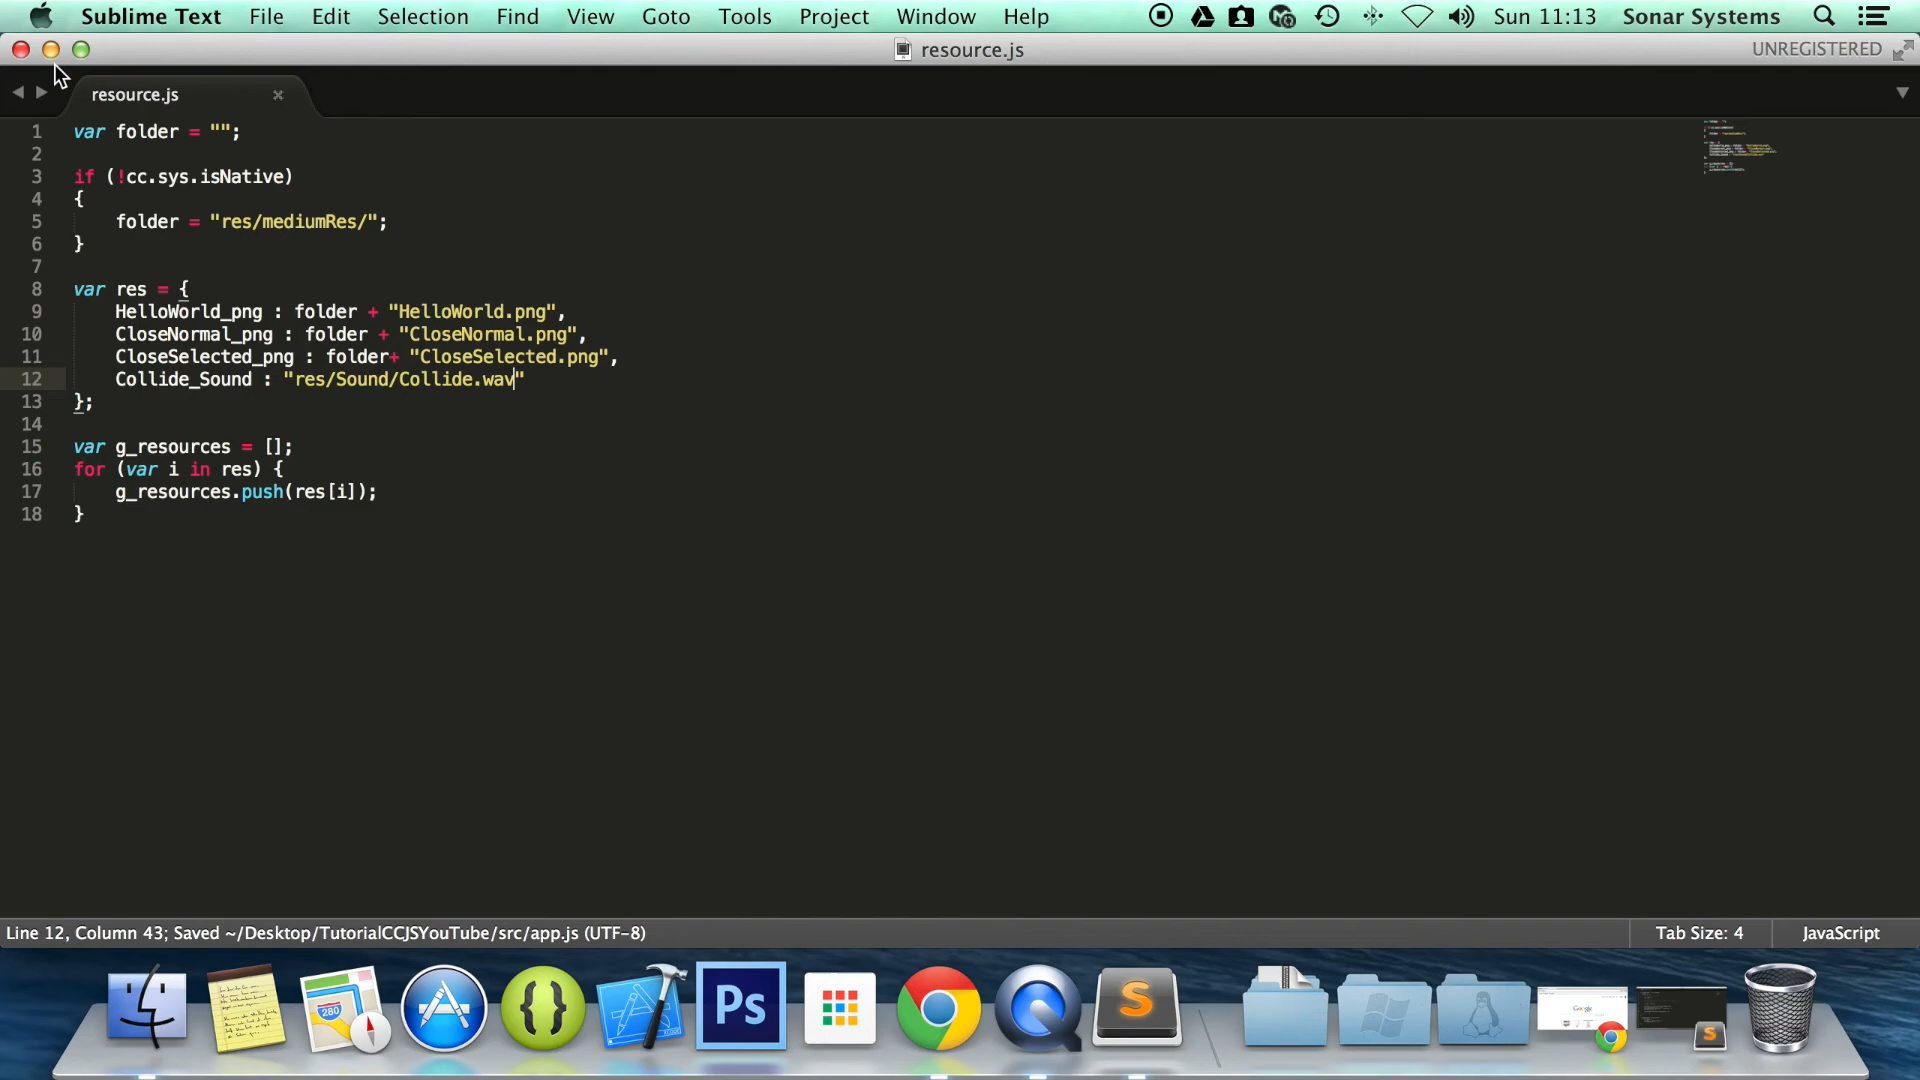 Sublime Text File Edit Selection Find View Goto Tools Project Window Help Sun 11:13 Sonar Systems
resource.js UNREGISTERED
resource.js ×
1 var folder = "";
2
3 if (!cc.sys.isNative)
4 {
5 folder = "res/mediumRes/";
6 }
7
8 var res = {
9 HelloWorld_png : folder + "HelloWorld.png",
10 CloseNormal_png : folder + "CloseNormal.png",
11 CloseSelected_png : folder+ "CloseSelected.png",
12 Collide_Sound : "res/Sound/Collide.wav"
13 };
14
15 var g_resources = [];
16 for (var i in res) {
17 g_resources.push(res[i]);
18 }
Line 12, Column 43; Saved ~/Desktop/TutorialCCJSYouTube/src/app.js (UTF-8) Tab Size: 4 JavaScript
280
{}
Ps
S
Google
S